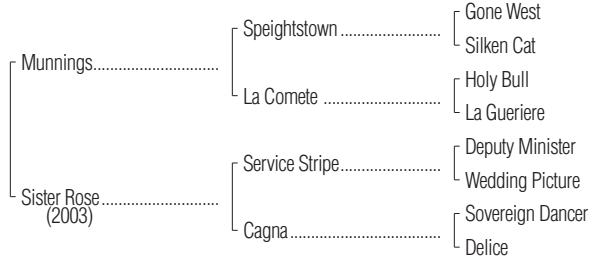 Gone West
Speightstown
Silken Cat
Munnings
Holy Bull
La Comete
La Gueriere
Deputy Minister
Service Stripe
Wedding Picture
Sister Rose
(2003)
Sovereign Dancer
Cagna
Delice